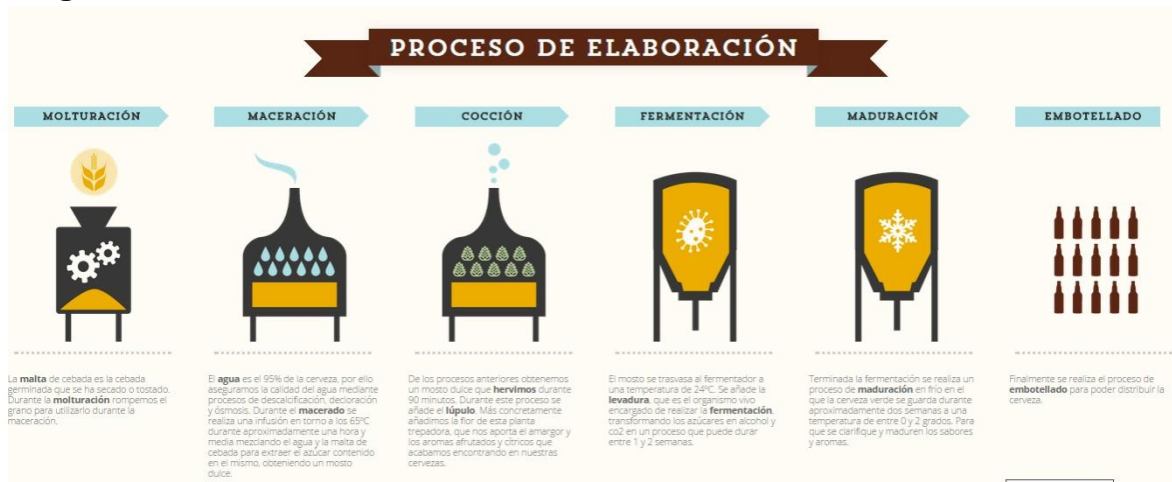 PROCESO DE ELABORACIÓN
MOLTURACIÓN
La malta de cebada es la cebada
germinada que se ha secado o tostado.
Durante la molturación rompemos el
grano para utilizarlo durante la
maceración.
MACERACIÓN
El agua es el 95% de la cerveza, por ello
aseguramos la calidad del agua mediante
procesos de descalcificación, decloración
y ósmosis. Durante el macerado se
realiza una infusión en torno a los 65ºC
durante aproximadamente una hora y
media mezclando el agua y la malta de
cebada para extraer el azúcar contenido
en el mismo, obteniendo un mosto
dulce.
COCCIÓN
De los procesos anteriores obtenemos
un mosto dulce que hervimos durante
90 minutos. Durante este proceso se
añade el lúpulo. Más concretamente
añadimos la flor de esta planta
trepadora, que nos aporta el amargor y
los aromas afrutados y cítricos que
acabamos encontrando en nuestras
cervezas.
FERMENTACIÓN
El mosto se trasvasa al fermentador a
una temperatura de 24ºC. Se añade la
levadura, que es el organismo vivo
encargado de realizar la fermentación,
transformando los azúcares en alcohol y
co2 en un proceso que puede durar
entre 1 y 2 semanas.
MADURACIÓN
Terminada la fermentación se realiza un
proceso de maduración en frío en el
que la cerveza verde se guarda durante
aproximadamente dos semanas a una
temperatura de entre 0 y 2 grados. Para
que se clarifique y maduren los sabores
y aromas.
EMBOTELLADO
Finalmente se realiza el proceso de
embotellado para poder distribuir la
cerveza.